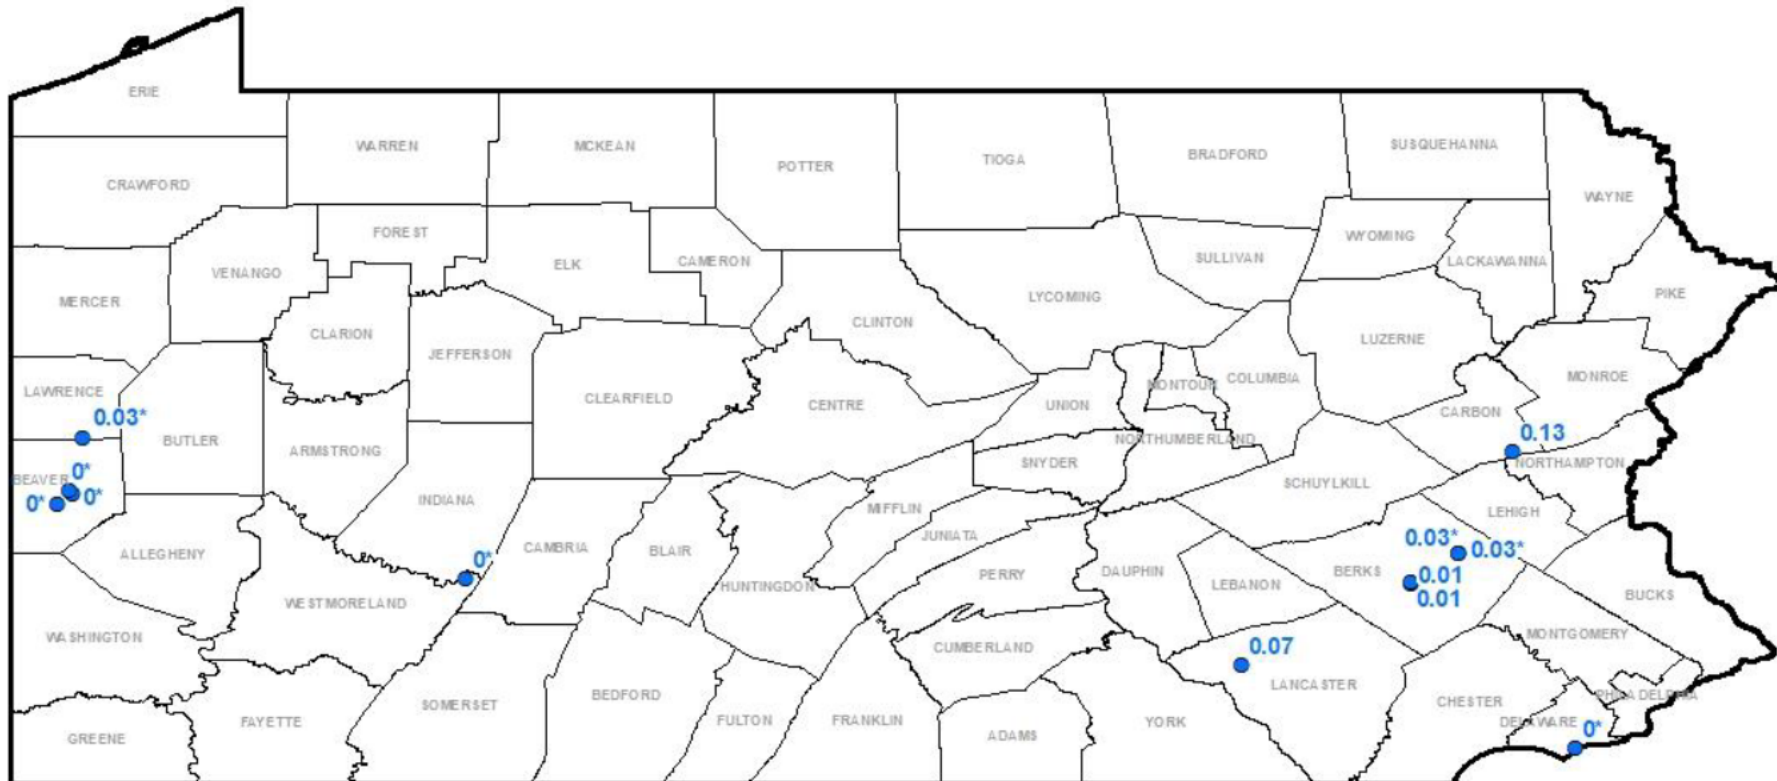 ERIE
WARREN
MCKEAN
POTTER
TIOGA
BRADFORD
SUSQUEHANNA
CRAWFORD
WAYNE
FOREST
WYOMING
VENANGO
ELK
CAMERON
SULLIVAN
LACKAWANNA
MERCER
LYCOMING
PIKE
CLARION
CLINTON
JEFFERSON
LUZERNE
LAWRENCE
MONTOUR
COLUMBIA
MONROE
CLEARFIELD
CENTRE
UNION
CARBON
0.03*
0.13
BUTLER
ARMSTRONG
NORTHUMBERLAND
SNYDER
NORTHAMPTON
BEAVER
0*
0*
0*
INDIANA
SCHUYLKILL
MIFFLIN
LEHIGH
JUNIATA
0.03*
0.03*
ALLEGHENY
CAMBRIA
BLAIR
0*
PERRY
DAUPHIN
LEBANON
BERKS
0.01
0.01
HUNTINGDON
BUCKS
WESTMORELAND
WASHINGTON
CUMBERLAND
0.07
MONTGOMERY
LANCASTER
SOMERSET
BEDFORD
CHESTER
PHILADELPHIA
FAYETTE
FULTON
FRANKLIN
YORK
DELAWARE
0*
GREENE
ADAMS